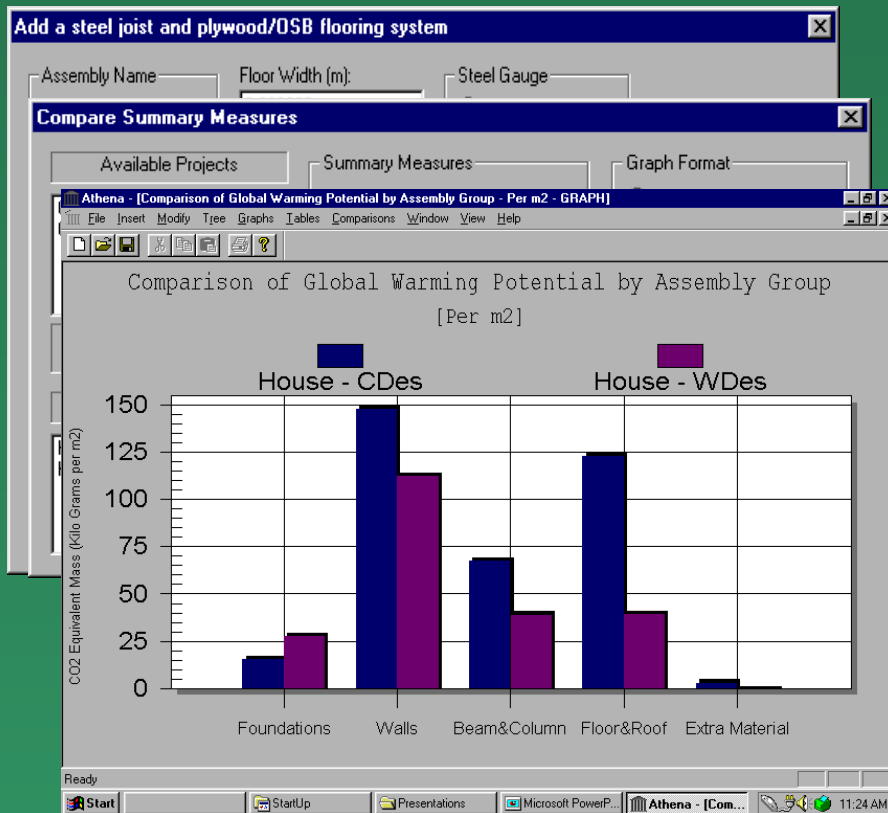 Add a steel joist and plywood/OSB flooring system
Assembly Name Floor Width (m): Steel Gauge
Compare Summary Measures
Available Projects Summary Measures Graph Format
Athena - [Comparison of Global Warming Potential by Assembly Group - Per m2 - GRAPH]
File Insert Modify Tree Graphs Tables Comparisons Window View Help
Comparison of Global Warming Potential by Assembly Group
[Per m2]
House - CDes House - WDes
CO2 Equivalent Mass (Kilo Grams per m2)
150
125
100
75
50
25
0
Foundations Walls Beam&Column Floor&Roof Extra Material
Ready
Start StartUp Presentations Microsoft PowerP... Athena - [Com... 11:24 AM